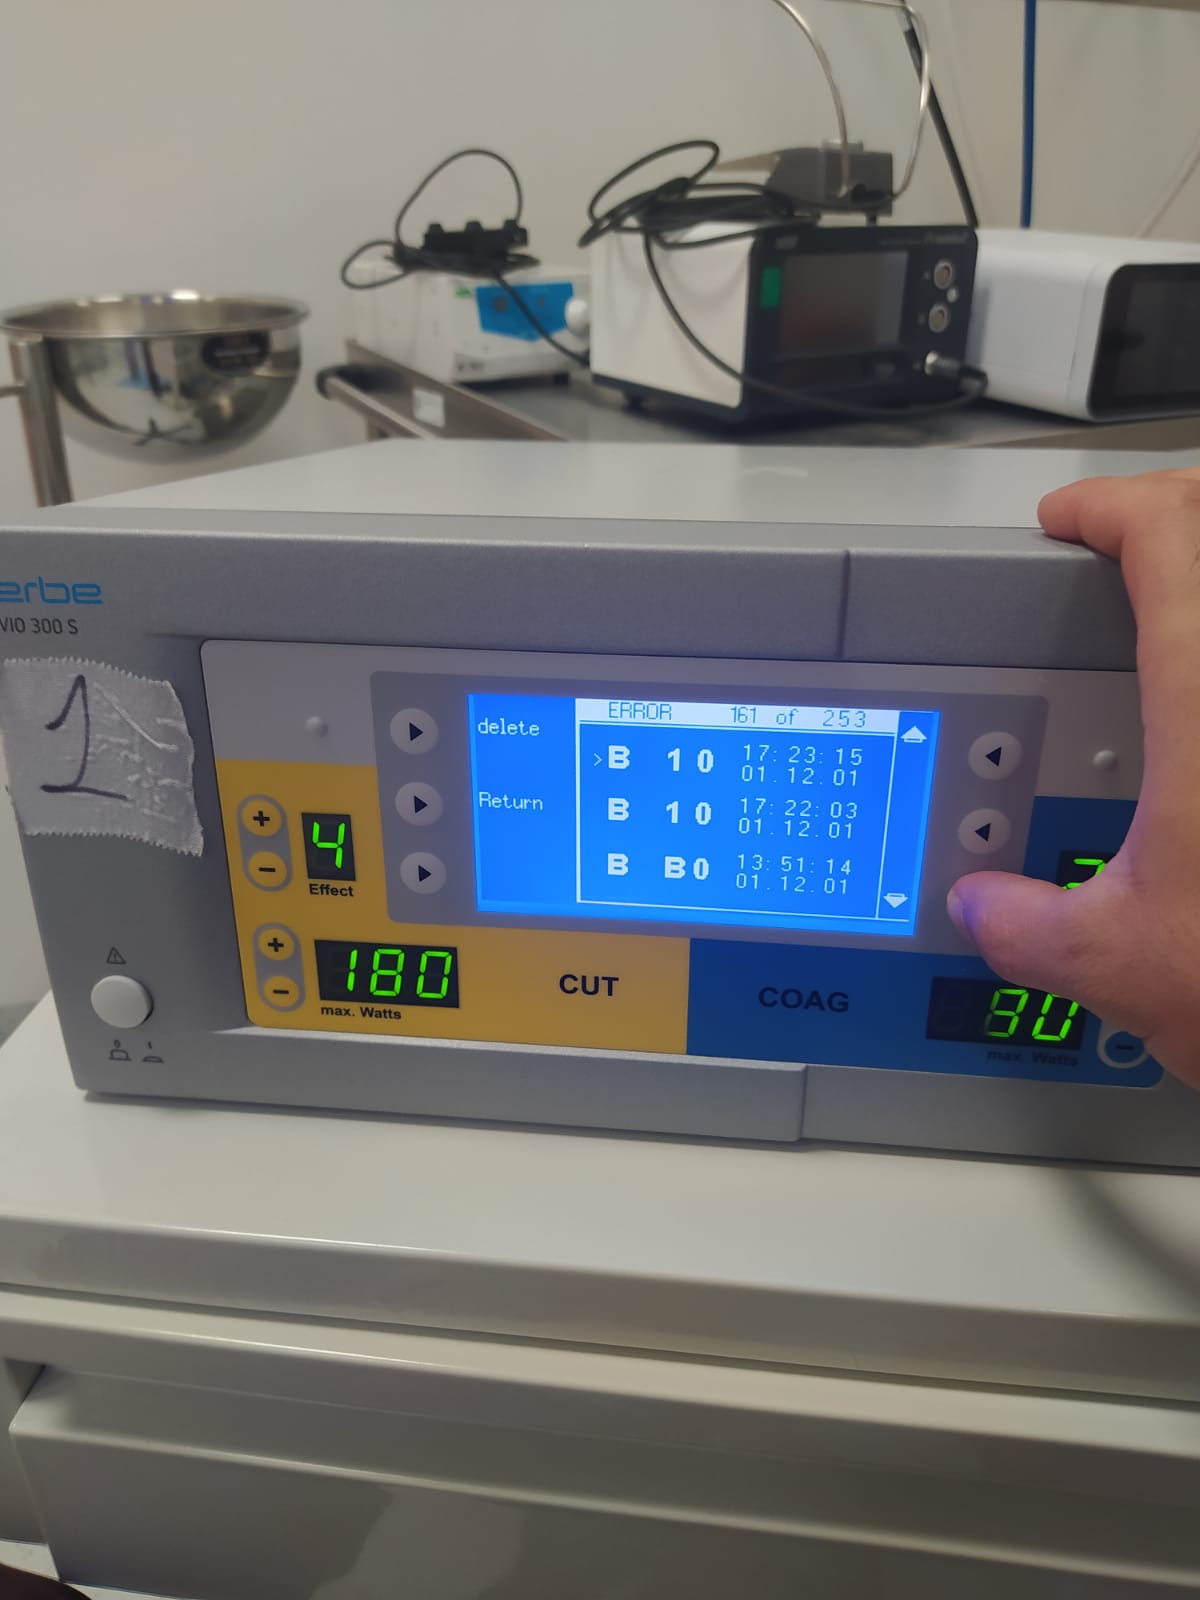 erbe
VIO 300 S
1
delete
Return
ERROR 161 of 253
>B 10 17:23:15
01.12.01
B 10 17:22:03
01.12.01
B B0 13:51:14
01.12.01
+
-
4
Effect
+
-
180
max. Watts
CUT
COAG
90
max. Watts
-